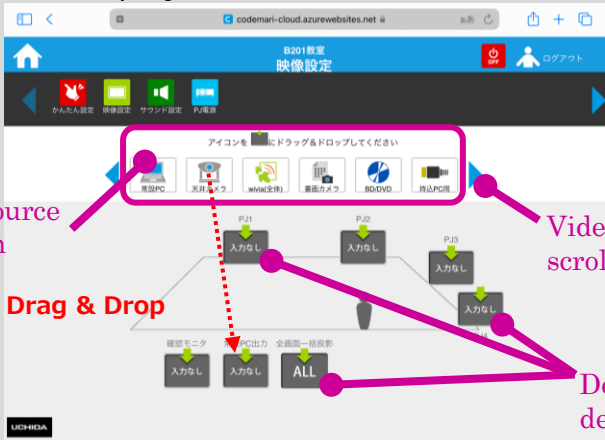 codemari-cloud.azurewebsites.net
ああ
B201教室
映像設定
OFF
ログアウト
かんたん設定
映像設定
サウンド設定
PJ電源
アイコンを にドラッグ&ドロップしてください
常設PC
天井カメラ
wivia(全体)
書画カメラ
BD/DVD
持込PC用
ource
Vide
scrol
Drag & Drop
PJ1
PJ2
PJ3
入力なし
入力なし
入力なし
入力なし
確認モニタ
PC出力
全画面一括投影
入力なし
入力なし
ALL
De
de
UCHIDA